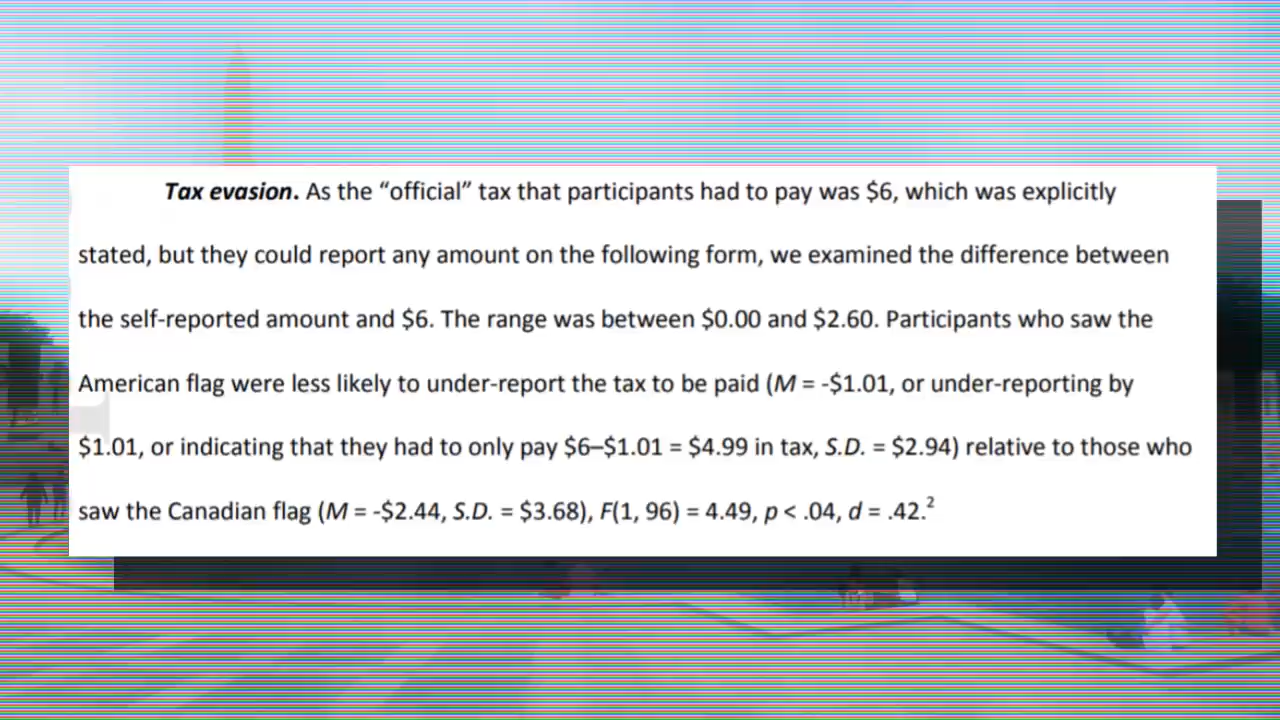 Tax evasion. As the “official” tax that participants had to pay was $6, which was explicitly
stated, but they could report any amount on the following form, we examined the difference between
the self-reported amount and $6. The range was between $0.00 and $2.60. Participants who saw the
American flag were less likely to under-report the tax to be paid (M = -$1.01, or under-reporting by
$1.01, or indicating that they had to only pay $6–$1.01 = $4.99 in tax, S.D. = $2.94) relative to those who
saw the Canadian flag (M = -$2.44, S.D. = $3.68), F(1, 96) = 4.49, p < .04, d = .42.²